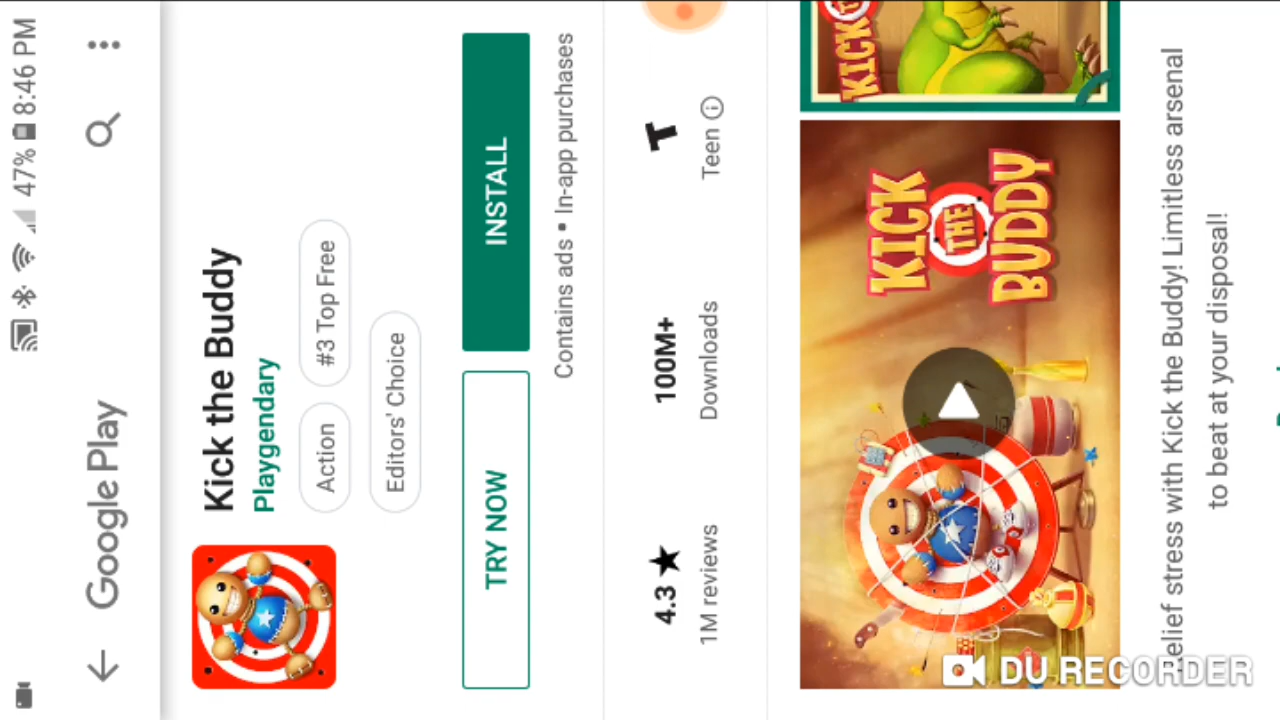 47% 8:46 PM
Google Play
Kick the Buddy
Playgendary
Action
#3 Top Free
Editors' Choice
TRY NOW
INSTALL
Contains ads • In-app purchases
4.3 ★
1M reviews
100M+
Downloads
T
Teen
KICK
THE
BUDDY
KICK
stress with Kick the Buddy! Limitless arsenal
to beat at your disposal!
DU RECORDER